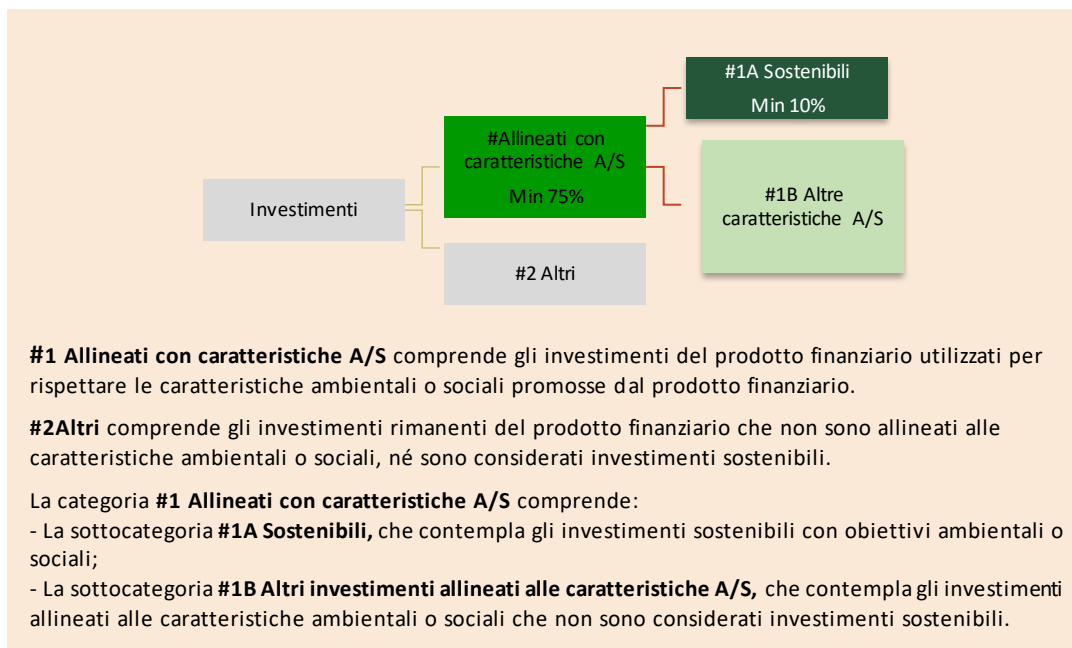 #1A Sostenibili
Min 10%
#Allineati con
caratteristiche A/S
Min 75%
#1B Altre
caratteristiche A/S
Investimenti
#2 Altri
#1 Allineati con caratteristiche A/S comprende gli investimenti del prodotto finanziario utilizzati per
rispettare le caratteristiche ambientali o sociali promosse dal prodotto finanziario.
#2Altri comprende gli investimenti rimanenti del prodotto finanziario che non sono allineati alle
caratteristiche ambientali o sociali, né sono considerati investimenti sostenibili.
La categoria #1 Allineati con caratteristiche A/S comprende:
- La sottocategoria #1A Sostenibili, che contempla gli investimenti sostenibili con obiettivi ambientali o
sociali;
- La sottocategoria #1B Altri investimenti allineati alle caratteristiche A/S, che contempla gli investimenti
allineati alle caratteristiche ambientali o sociali che non sono considerati investimenti sostenibili.